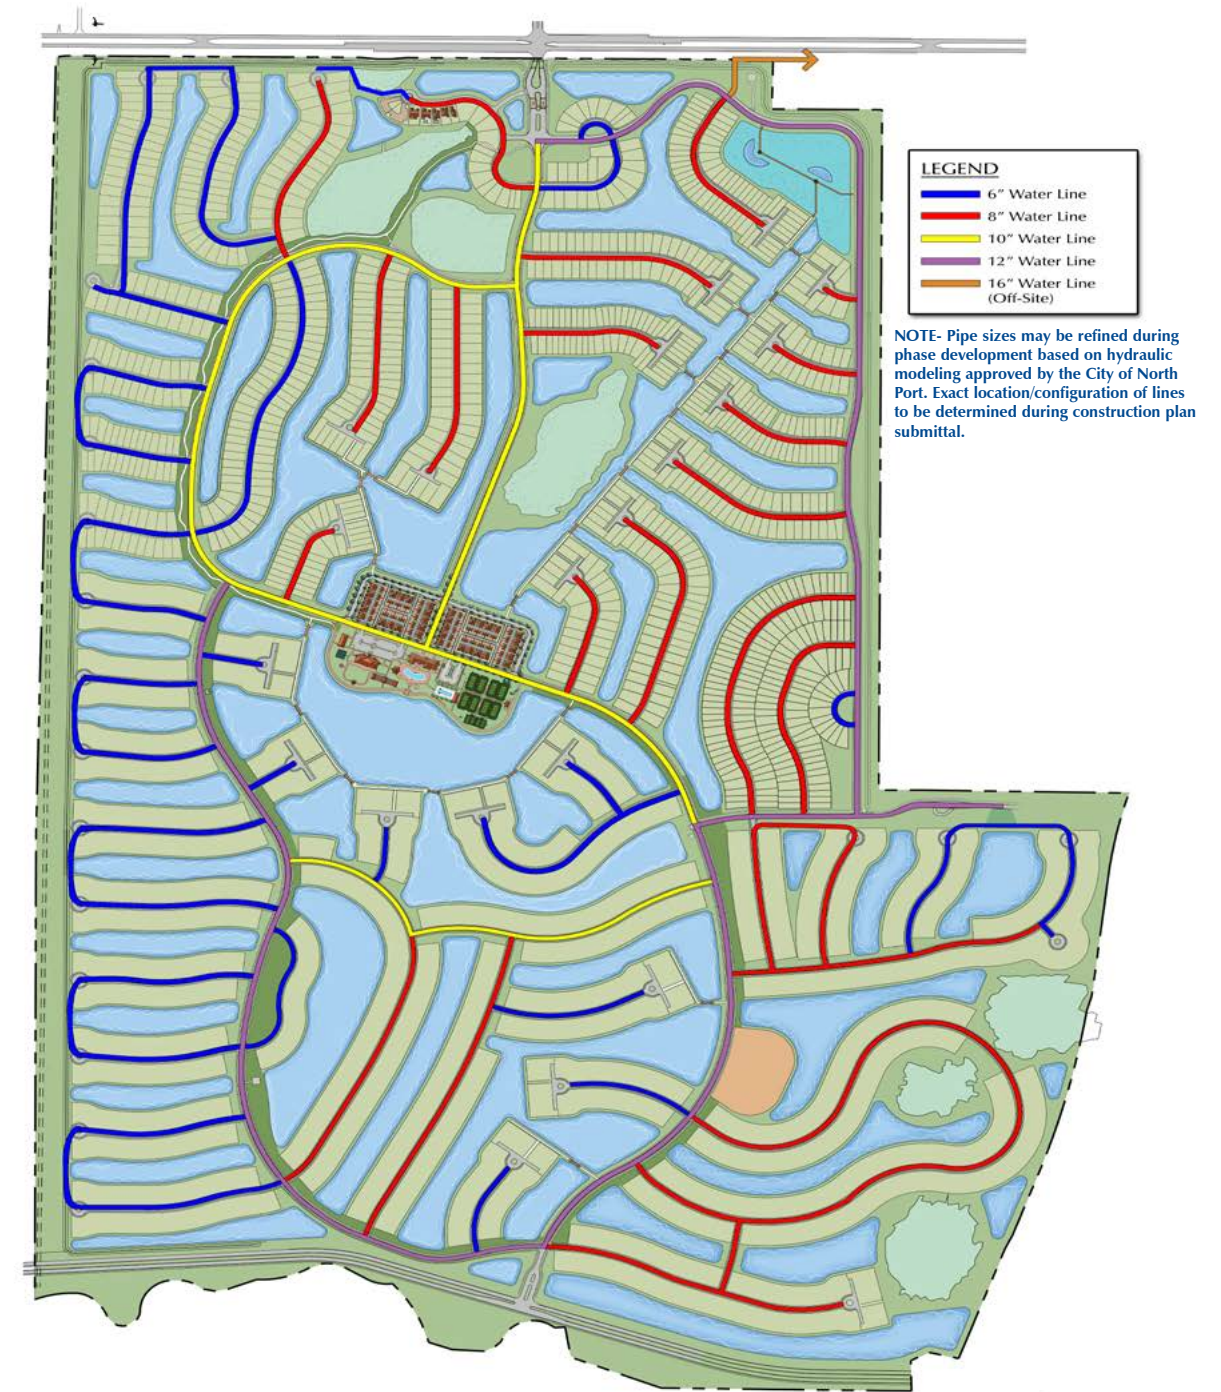 LEGEND
6” Water Line
8” Water Line
10” Water Line
12” Water Line
16” Water Line
(Off-Site)
NOTE- Pipe sizes may be refined during
phase development based on hydraulic
modeling approved by the City of North
Port. Exact location/configuration of lines
to be determined during construction plan
submittal.